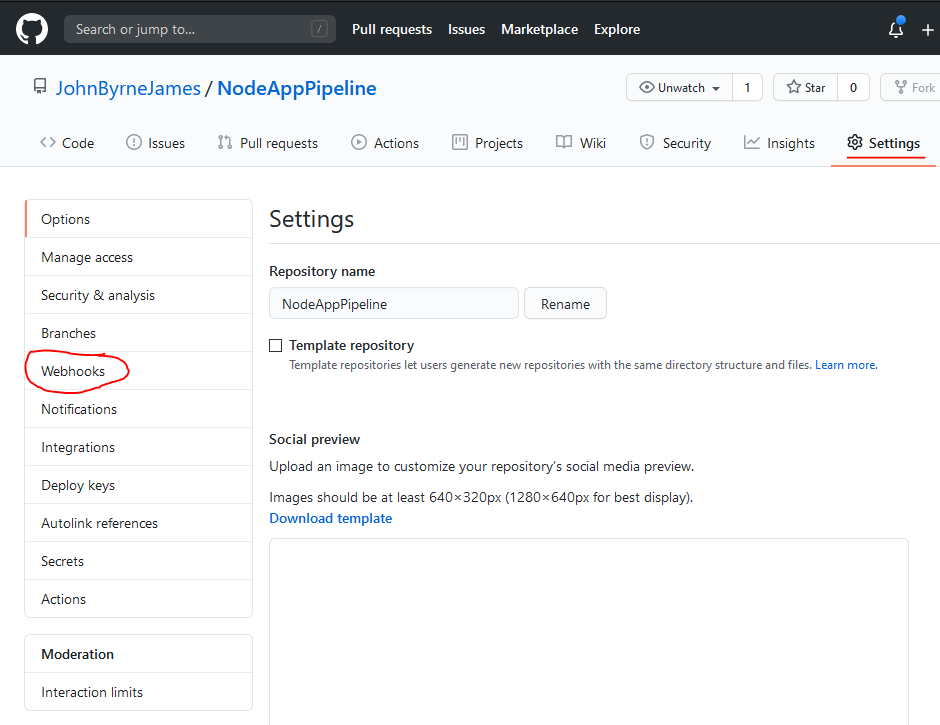 Search or jump to... / Pull requests Issues Marketplace Explore
JohnByrneJames / NodeAppPipeline Unwatch 1 Star 0 Fork
Code Issues Pull requests Actions Projects Wiki Security Insights Settings
Options
Manage access
Security & analysis
Branches
Webhooks
Notifications
Integrations
Deploy keys
Autolink references
Secrets
Actions
Moderation
Interaction limits
Settings
Repository name
NodeAppPipeline Rename
Template repository
Template repositories let users generate new repositories with the same directory structure and files. Learn more.
Social preview
Upload an image to customize your repository's social media preview.
Images should be at least 640×320px (1280×640px for best display).
Download template